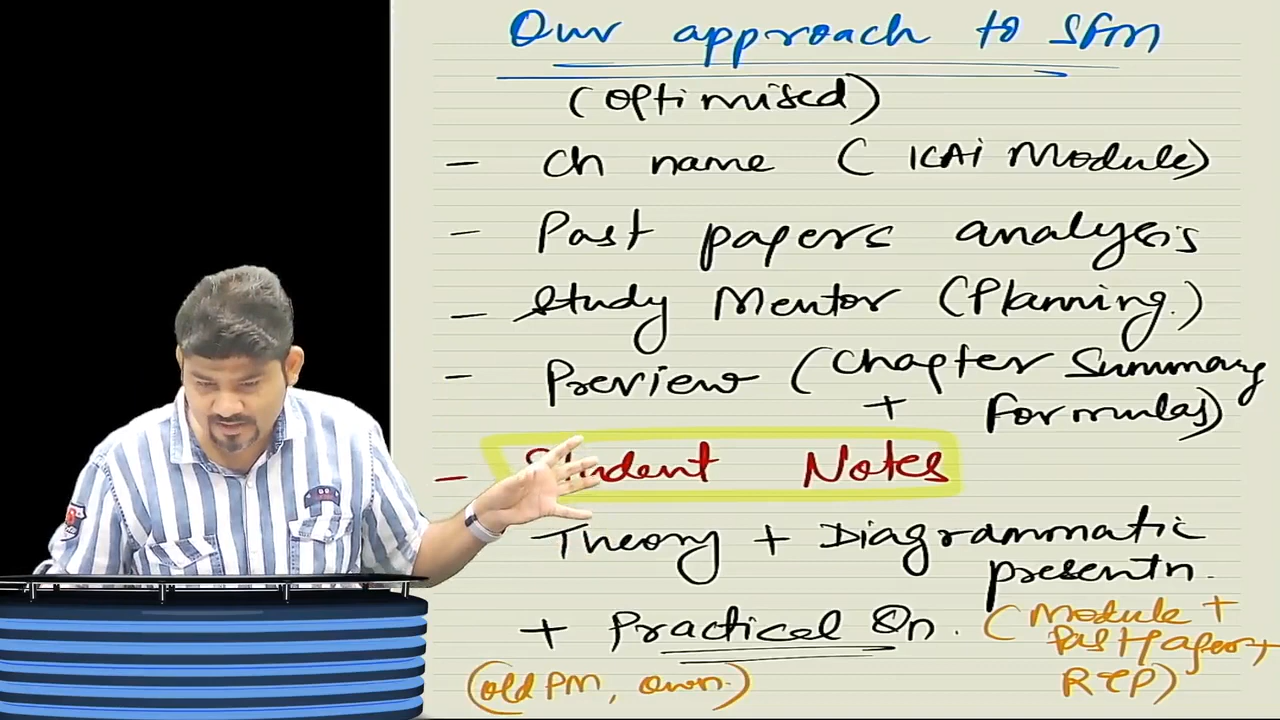 Our approach to SFM
(optimised)
- Ch name ( ICAI Module)
- Past papers analysis
- Study Mentor (Planning.)
- Preview (Chapter Summary
+ Formulas)
- Student Notes
Theory + Diagrammatic
presentn.
+ Practical Qn. ( Module +
Past paper +
RTP)
(old PM, own.)